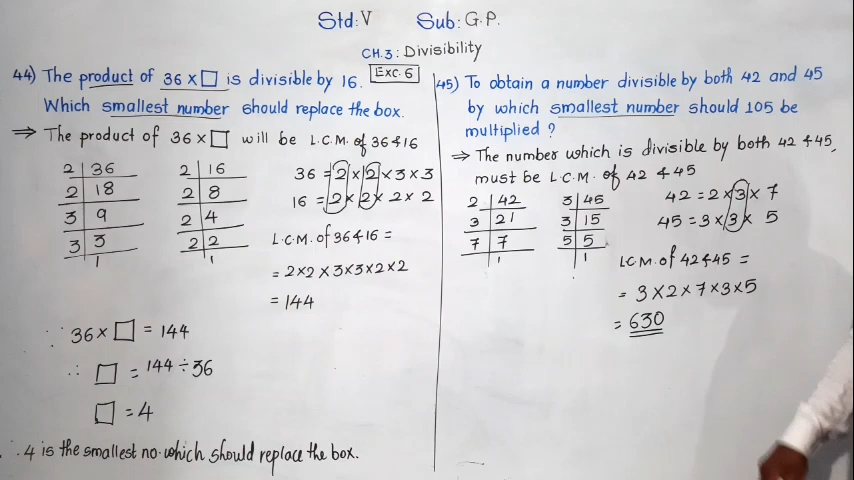 Std: V Sub: G.P.
CH.3: Divisibility
Exc. 6
44) The product of 36 × □ is divisible by 16.
Which smallest number should replace the box.
⇒ The product of 36 × □ will be L.C.M. of 36 & 16
2 | 36
2 | 18
3 | 9
3 | 3
1
2 | 16
2 | 8
2 | 4
2 | 2
1
36 = 2 × 2 × 3 × 3
16 = 2 × 2 × 2 × 2
L.C.M. of 36 & 16 =
= 2×2 × 3×3×2×2
= 144
∵ 36 × □ = 144
∴ □ = 144 ÷ 36
□ = 4
∴ 4 is the smallest no. which should replace the box.
45) To obtain a number divisible by both 42 and 45
by which smallest number should 105 be
multiplied ?
⇒ The number which is divisible by both 42 & 45,
must be L.C.M. of 42 & 45
2 | 42
3 | 21
7 | 7
1
3 | 45
3 | 15
5 | 5
1
42 = 2 × 3 × 7
45 = 3 × 3 × 5
L.C.M. of 42 & 45 =
= 3 × 2 × 7 × 3 × 5
= 630